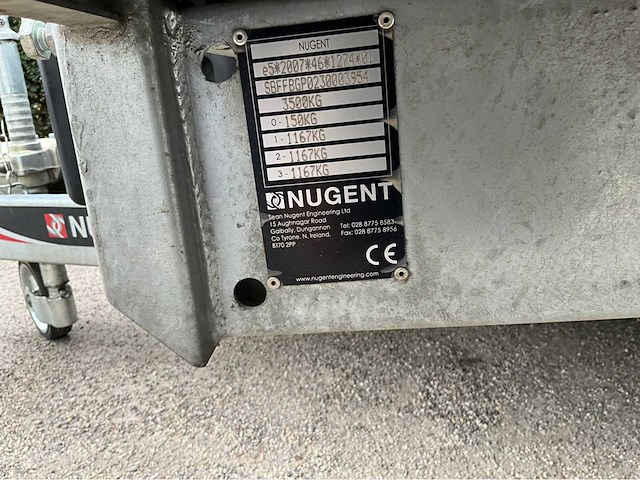 NUGENT
e5*2007*46*1274*01
SBFFBGP0230003954
3500KG
0 - 150KG
1 - 1167KG
2 - 1167KG
3 - 1167KG
NUGENT
Sean Nugent Engineering Ltd
15 Aughnagar Road
Galbally, Dungannon
Co Tyrone, N. Ireland.
BT70 2PP
Tel: 028 8775 8583
Fax: 028 8775 8956
CE
www.nugentengineering.com
NU